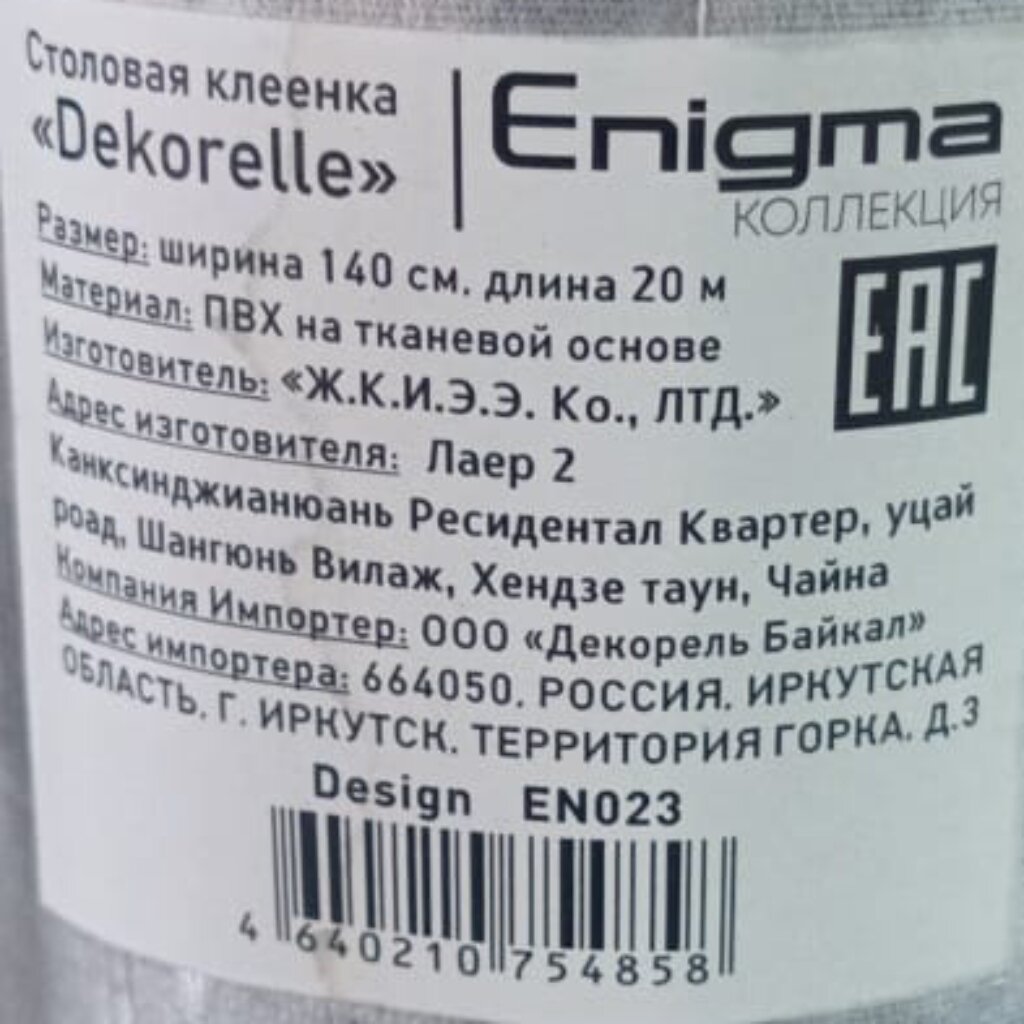 Столовая клеенка
«Dekorelle»
Enigma
КОЛЛЕКЦИЯ
Размер: ширина 140 см. длина 20 м
Материал: ПВХ на тканевой основе
Изготовитель: «Ж.К.И.Э.Э. Ко., ЛТД.»
EAC
Адрес изготовителя: Лаер 2
Канксинджианюань Ресидентал Квартер, уцай
роад, Шангюнь Вилаж, Хендзе таун, Чайна
Компания Импортер: ООО «Декорель Байкал»
Адрес импортера: 664050. РОССИЯ. ИРКУТСКАЯ
ОБЛАСТЬ. Г. ИРКУТСК. ТЕРРИТОРИЯ ГОРКА. Д.3
Design EN023
4 640210 754858